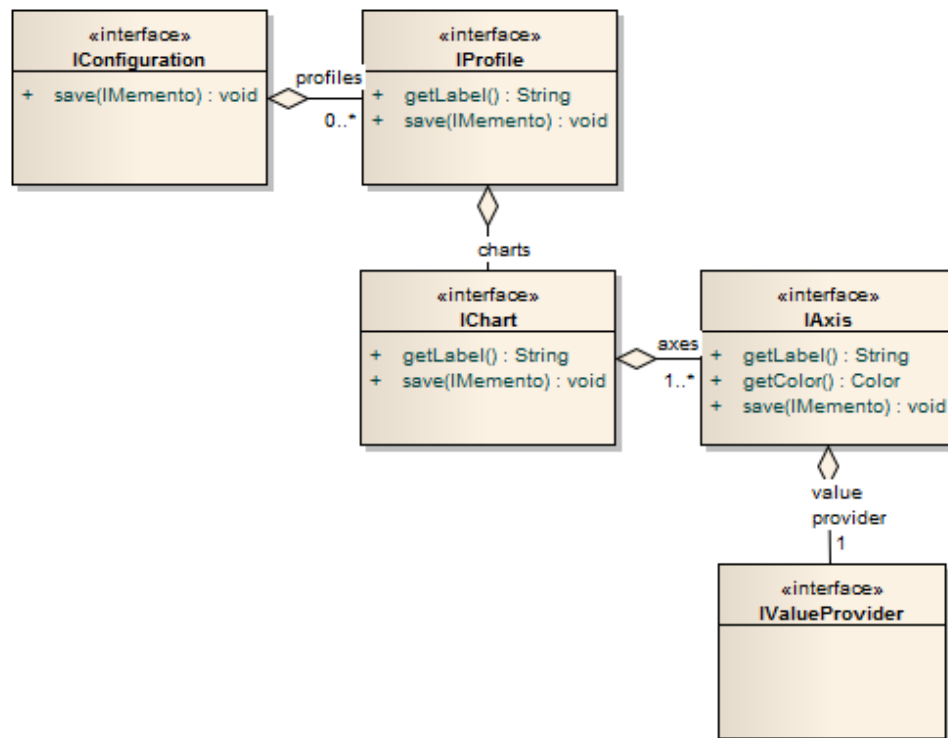 «interface»
IConfiguration
+ save(IMemento) : void
profiles
0..*
«interface»
IProfile
+ getLabel() : String
+ save(IMemento) : void
charts
«interface»
IChart
+ getLabel() : String
+ save(IMemento) : void
axes
1..*
«interface»
IAxis
+ getLabel() : String
+ getColor() : Color
+ save(IMemento) : void
value
provider
1
«interface»
IValueProvider